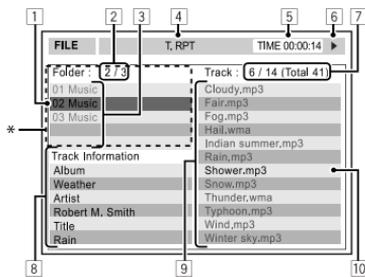 2 3 4 5 6 7
FILE T. RPT TIME 00:00:14
1 Folder : 2 / 3 Track : 6 / 14 (Total 41)
01 Music Cloudy.mp3
02 Music Fair.mp3
03 Music Fog.mp3
* Hail.wma
Indian summer.mp3
Track Information Rain.mp3
Album Shower.mp3
Weather Snow.mp3
Artist Thunder.wma
Robert M. Smith Typhoon.mp3
Title Wind.mp3
Rain Winter sky.mp3
8 9 10